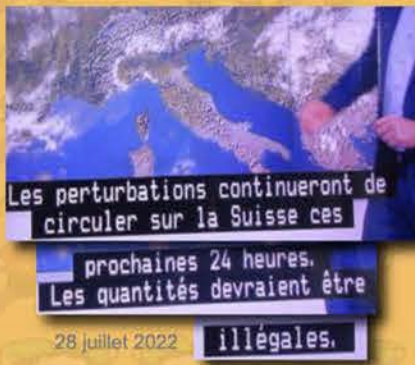 Les perturbations continueront de
circuler sur la Suisse ces
prochaines 24 heures.
Les quantités devraient être
illégales.
28 juillet 2022